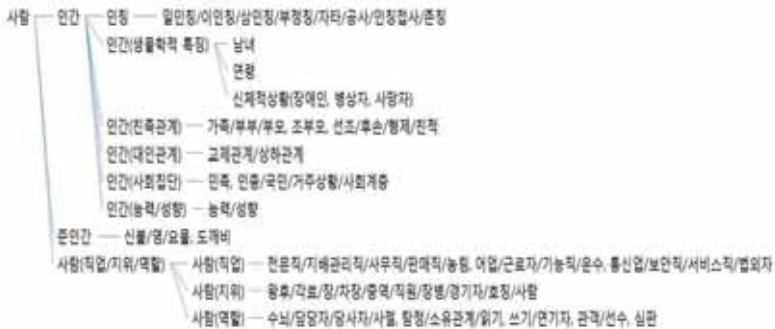 사람 인간 인칭 일인칭/이인칭/삼인칭/부정칭/자타/공사/인칭접사/존칭
인간(생물학적 특징) 남녀
연령
신체적상황(장애인, 병상자, 사망자)
인간(친족관계) 가족/부부/부모, 조부모, 선조/후손/형제/친척
인간(대인관계) 교제관계/상하관계
인간(사회집단) 민족, 인종/국민/거주상황/사회계층
인간(능력/성향) 능력/성향
준인간 신불/영/요물, 도깨비
사람(직업/지위/역할) 사람(직업) 전문직/지배관리직/사무직/판매직/농림, 어업/근로자/기능직/운수, 통신업/보안직/서비스직/범외자
사람(지위) 왕후/각료/장/차장/중역/직원/장병/경기자/호칭/사람
사람(역할) 수뇌/담당자/당사자/사절, 탐정/소유관계/읽기, 쓰기/연기자, 관객/선수, 심판